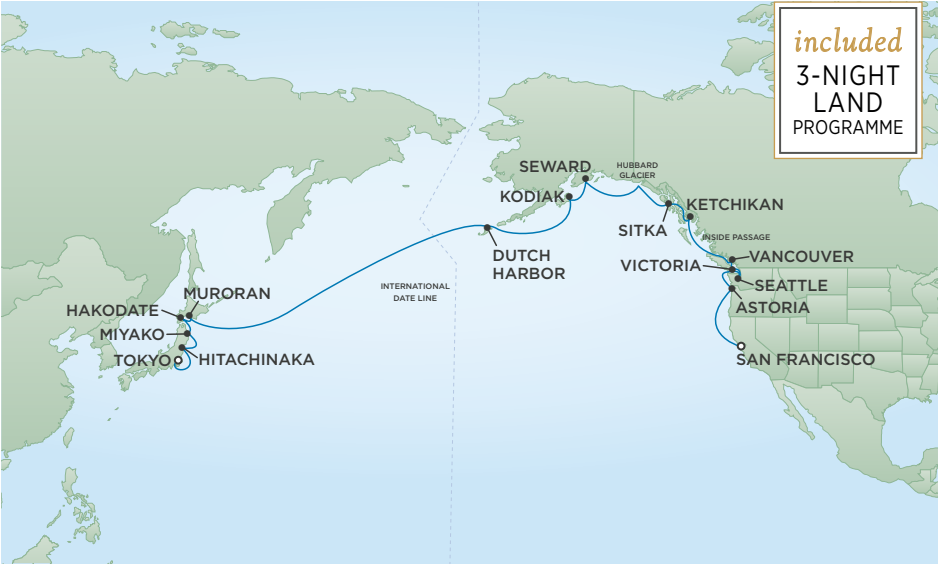 included
3-NIGHT
LAND
PROGRAMME
SEWARD
HUBBARD
GLACIER
KODIAK
KETCHIKAN
SITKA
INSIDE PASSAGE
DUTCH
HARBOR
VANCOUVER
VICTORIA
SEATTLE
INTERNATIONAL
DATE LINE
MURORAN
HAKODATE
ASTORIA
MIYAKO
TOKYO
HITACHINAKA
SAN FRANCISCO